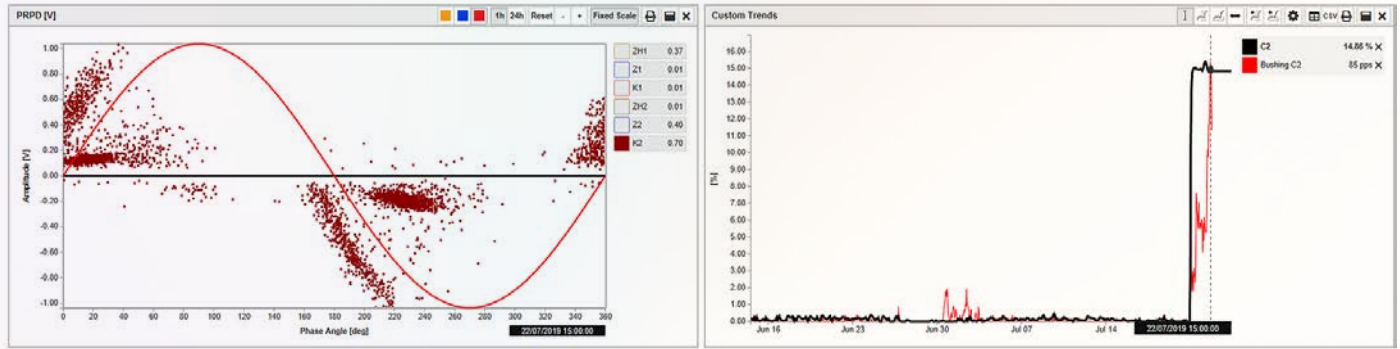 PRPD [V]
1h 24h Reset - + Fixed Scale
1.00
0.80
0.60
0.40
0.20
0.00
-0.20
-0.40
-0.60
-0.80
-1.00
Amplitude [V]
0 20 40 60 80 100 120 140 160 180 200 220 240 260 280 300 320 340 360
Phase Angle [deg]
22/07/2019 15:00:00
ZH1 0.37
Z1 0.01
K1 0.01
ZH2 0.01
Z2 0.40
K2 0.70
Custom Trends
CSV
16.00
15.00
14.00
13.00
12.00
11.00
10.00
9.00
8.00
7.00
6.00
5.00
4.00
3.00
2.00
1.00
0.00
[%]
Jun 16 Jun 23 Jun 30 Jul 07 Jul 14
22/07/2019 15:00:00
C2 14.86 %
Bushing C2 85 pps